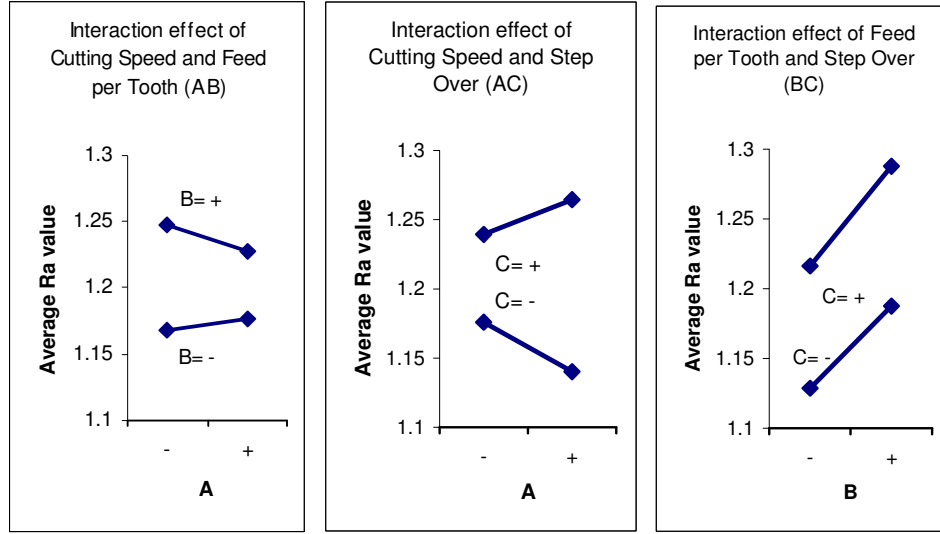 Interaction effect of
Cutting Speed and Feed
per Tooth (AB)
1.3
1.25
1.2
1.15
1.1
Average Ra value
B= +
B= -
-
+
A
Interaction effect of
Cutting Speed and Step
Over (AC)
1.3
1.25
1.2
1.15
1.1
Average Ra value
C= +
C= -
-
+
A
Interaction effect of Feed
per Tooth and Step Over
(BC)
1.3
1.25
1.2
1.15
1.1
Average Ra value
C= +
C= -
-
+
B